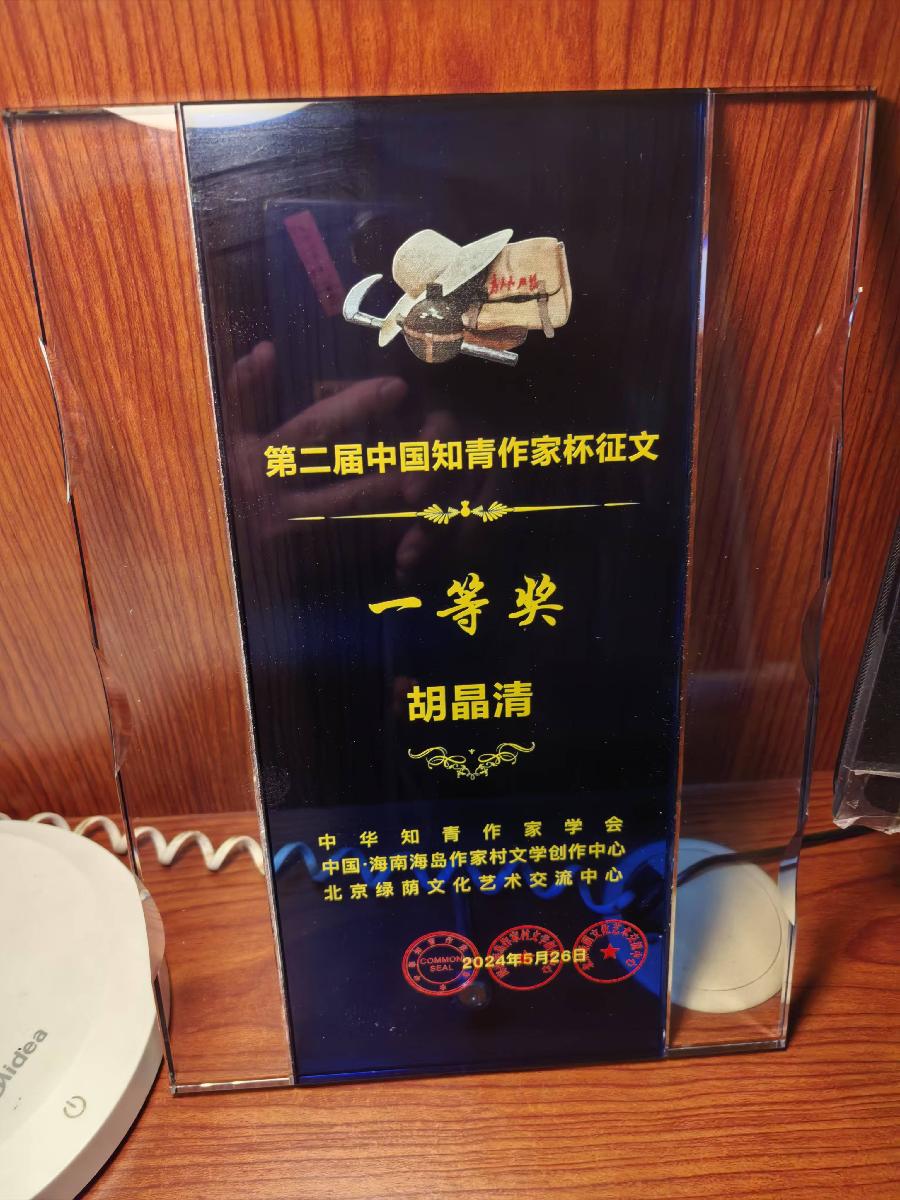 第二届中国知青作家杯征文
一等奖
胡晶清
中华知青作家学会
中国·海南海岛作家村文学创作中心
北京绿荫文化艺术交流中心
COMMON
SEAL
2024年5月26日
Midea